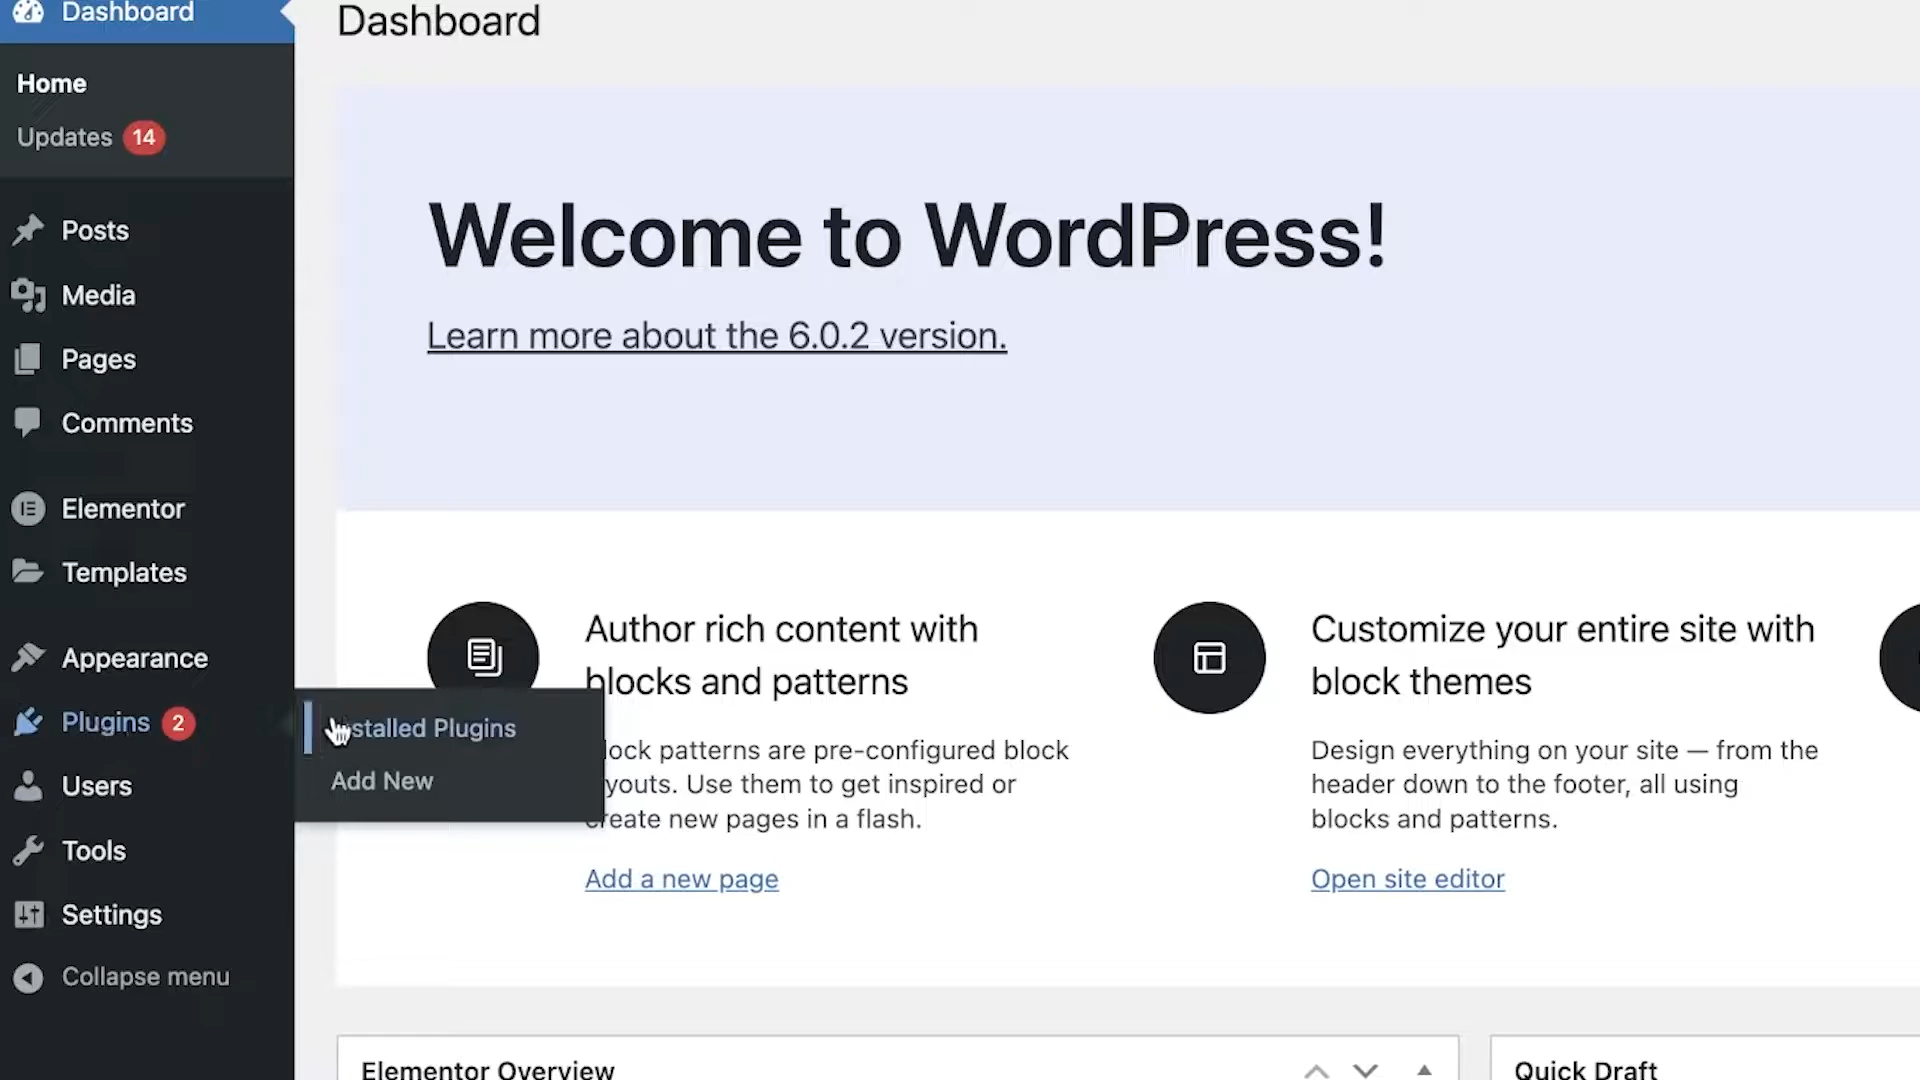 Dashboard
Home
Updates 14
Posts
Media
Pages
Comments
Elementor
Templates
Appearance
Plugins 2
Users
Tools
Settings
Collapse menu
Installed Plugins
Add New
Dashboard
Welcome to WordPress!
Learn more about the 6.0.2 version.
Author rich content with
blocks and patterns
lock patterns are pre-configured block
youts. Use them to get inspired or
create new pages in a flash.
Add a new page
Customize your entire site with
block themes
Design everything on your site — from the
header down to the footer, all using
blocks and patterns.
Open site editor
Elementor Overview
Quick Draft